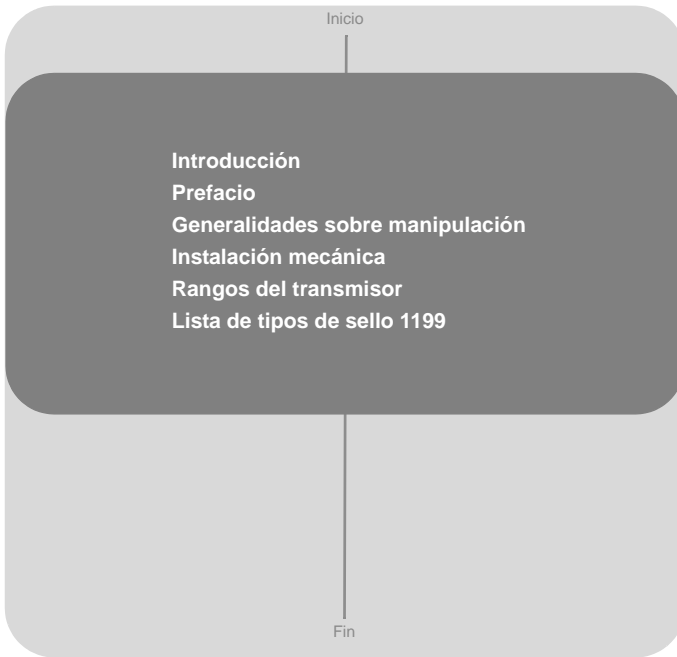 Inicio
Introducción
Prefacio
Generalidades sobre manipulación
Instalación mecánica
Rangos del transmisor
Lista de tipos de sello 1199
Fin